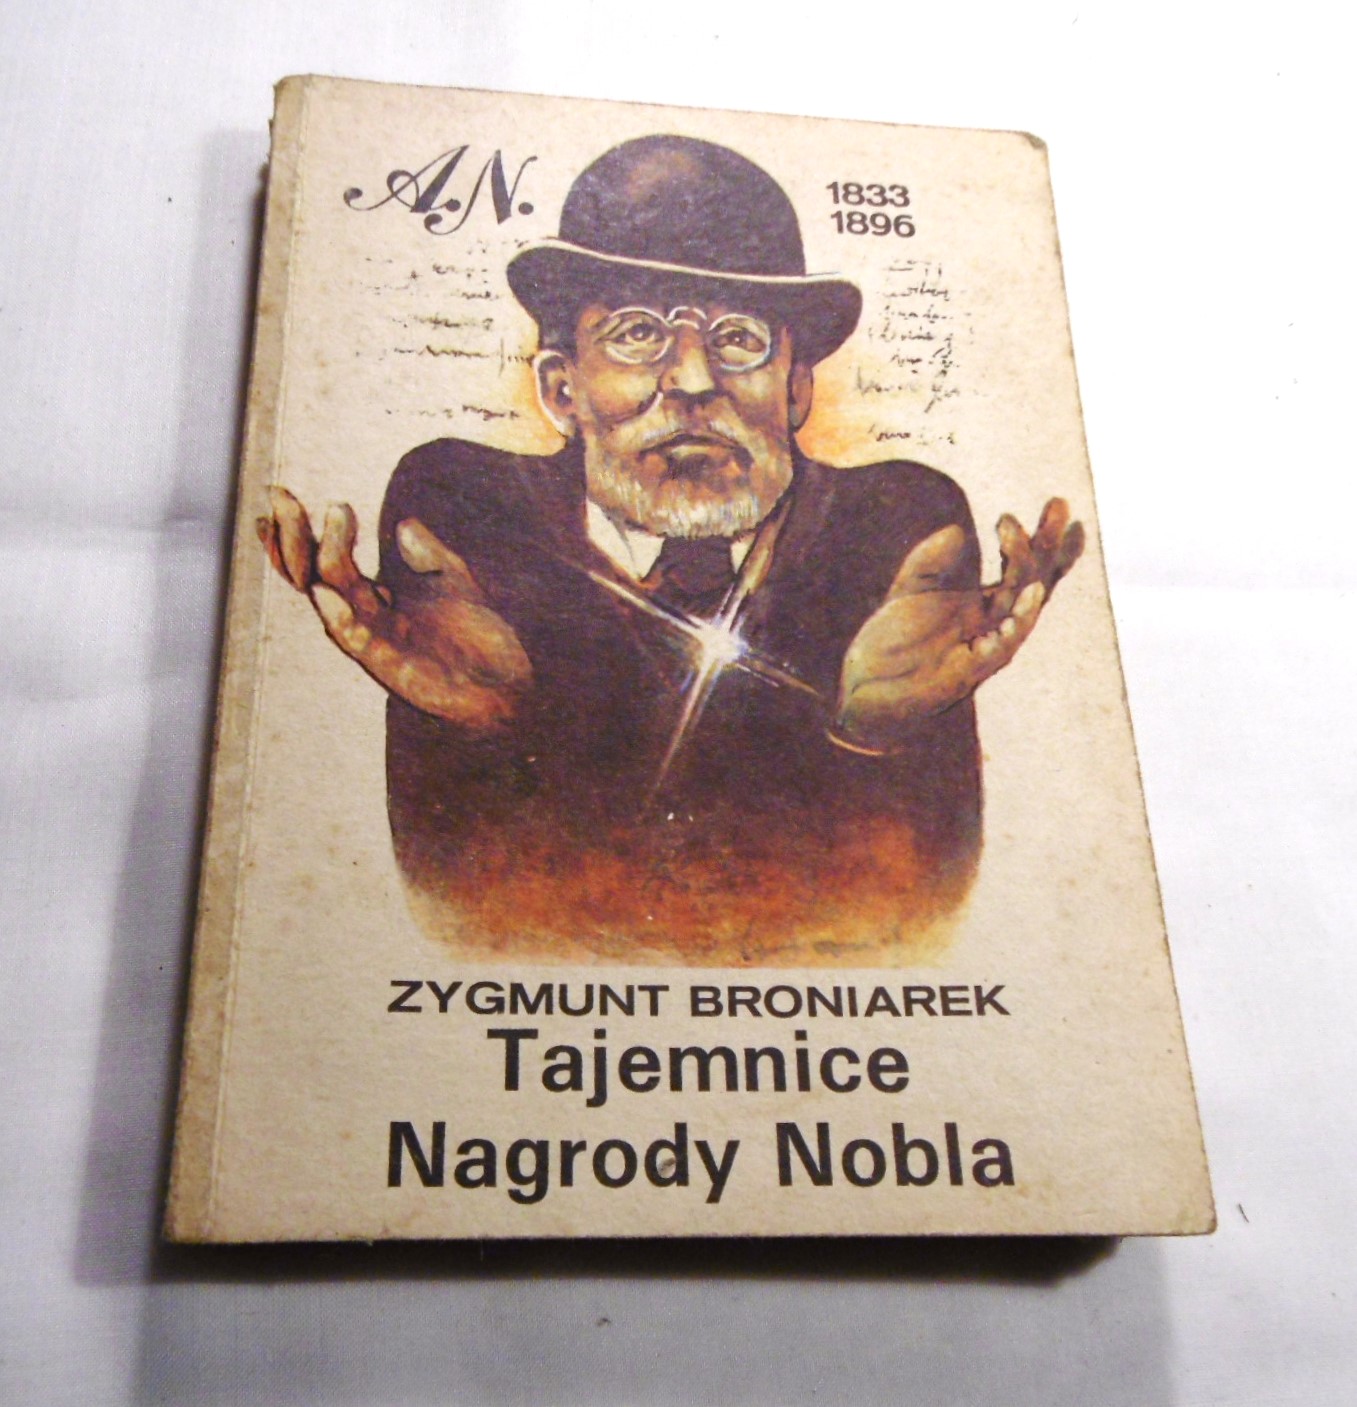 A.N.
1833
1896
ZYGMUNT BRONIAREK
Tajemnice
Nagrody Nobla